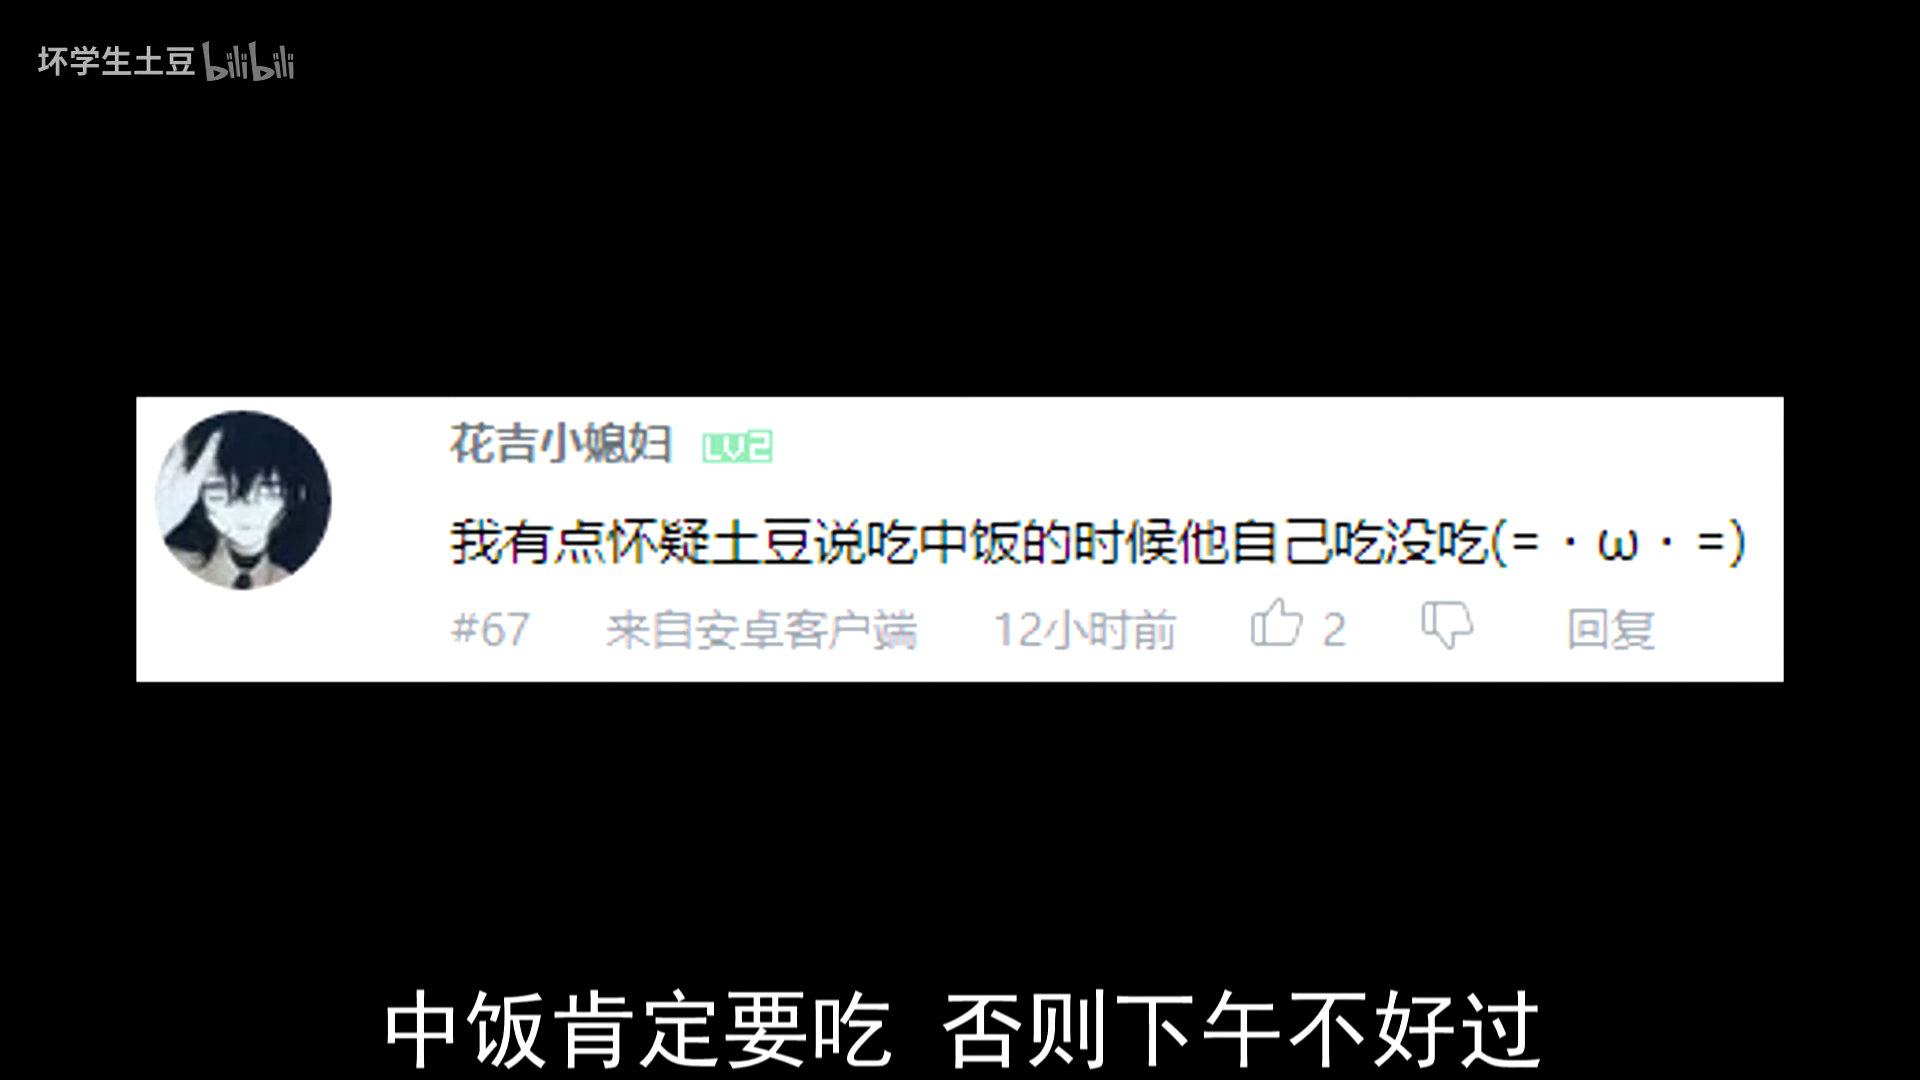 坏学生土豆 bilibili
花吉小媳妇 LV2
我有点怀疑土豆说吃中饭的时候他自己吃没吃(=・ω・=)
#67 来自安卓客户端 12小时前 2 回复
中饭肯定要吃 否则下午不好过